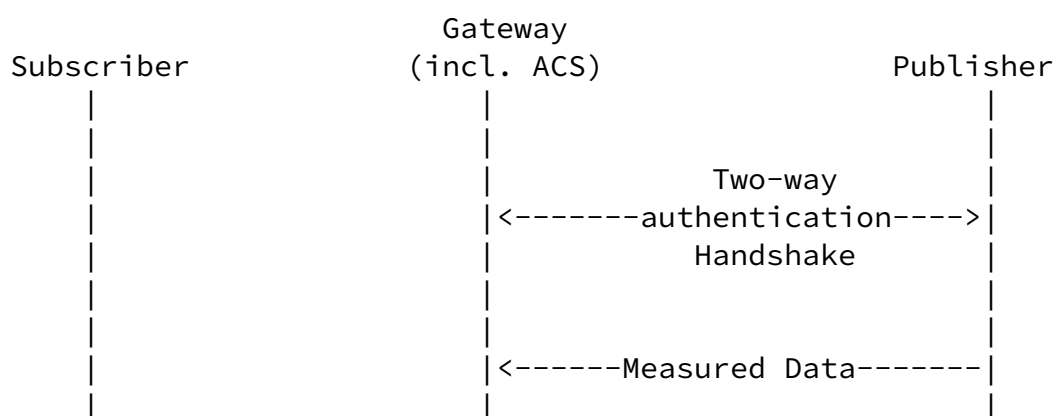 Gateway
Subscriber (incl. ACS) Publisher
Two-way
|<-------authentication---->|
Handshake
|<------Measured Data-------|